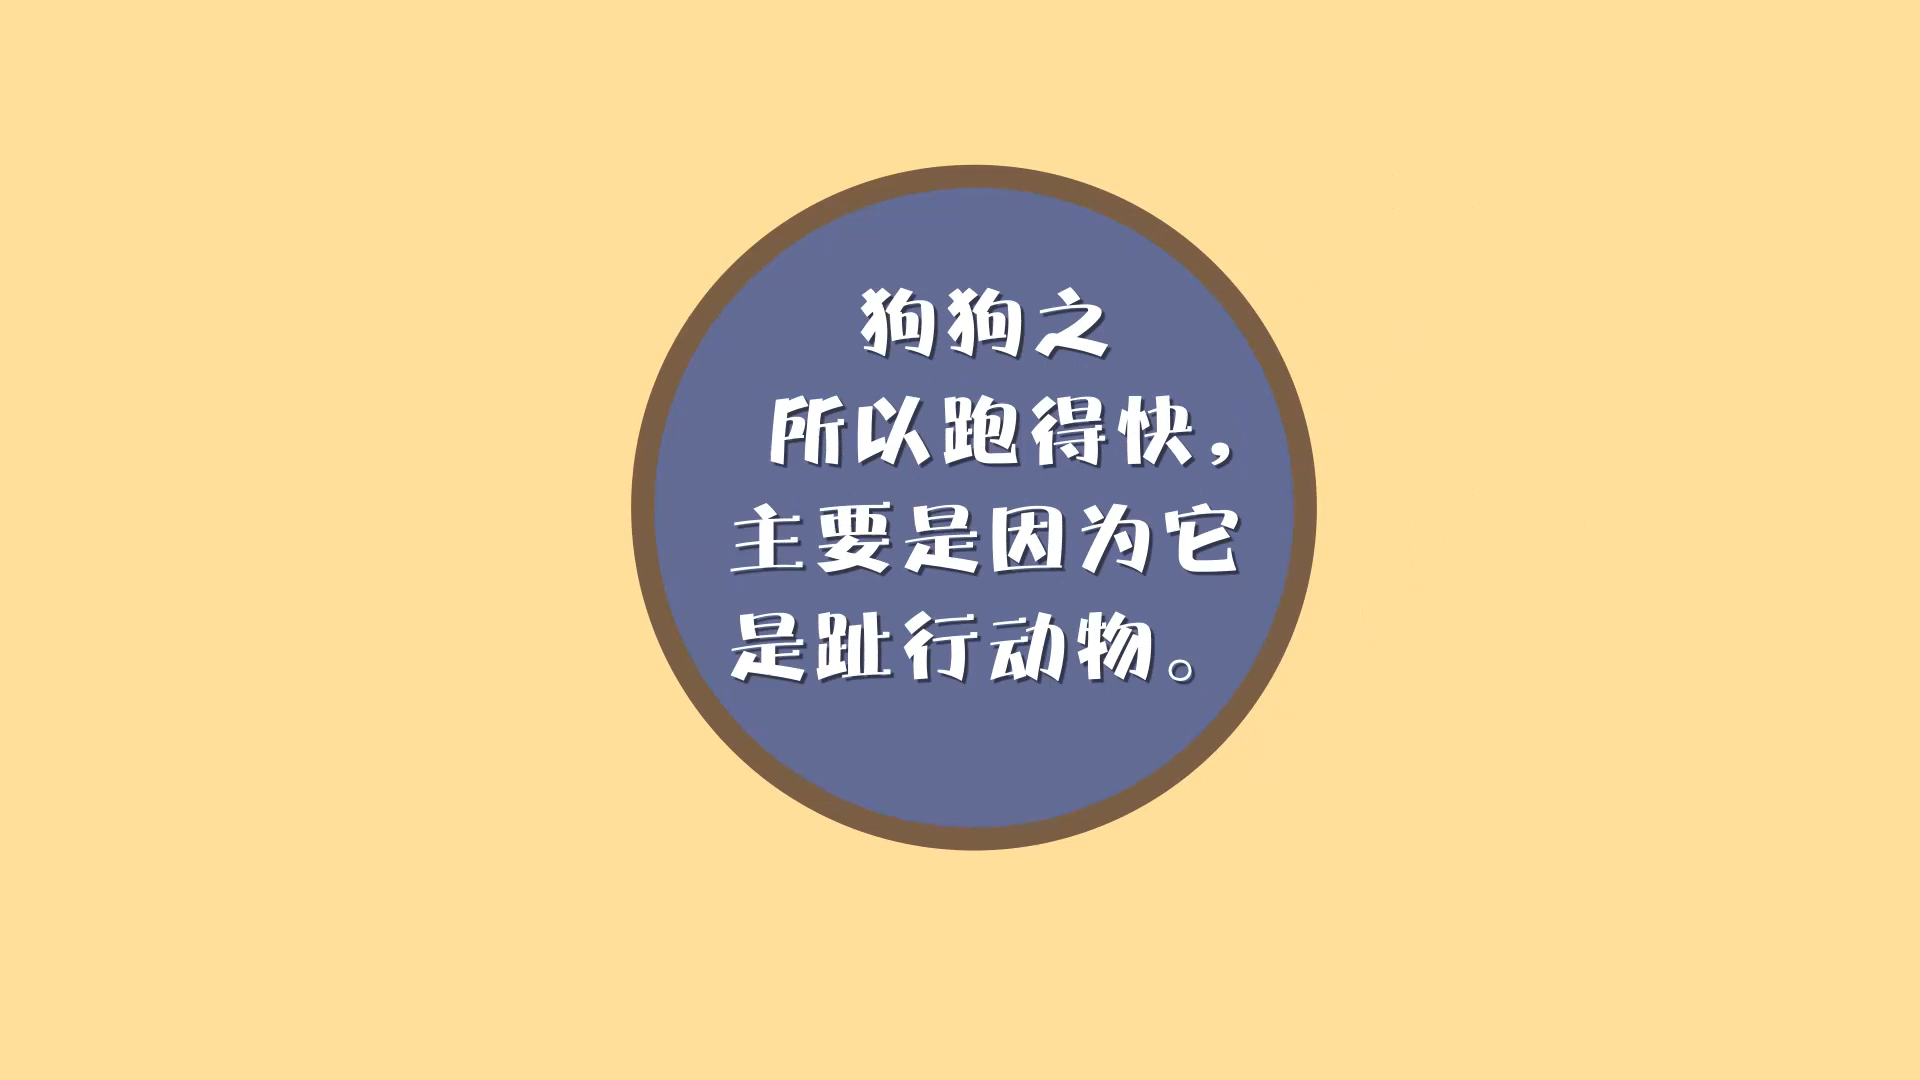 狗狗之
所以跑得快，
主要是因为它
是趾行动物。